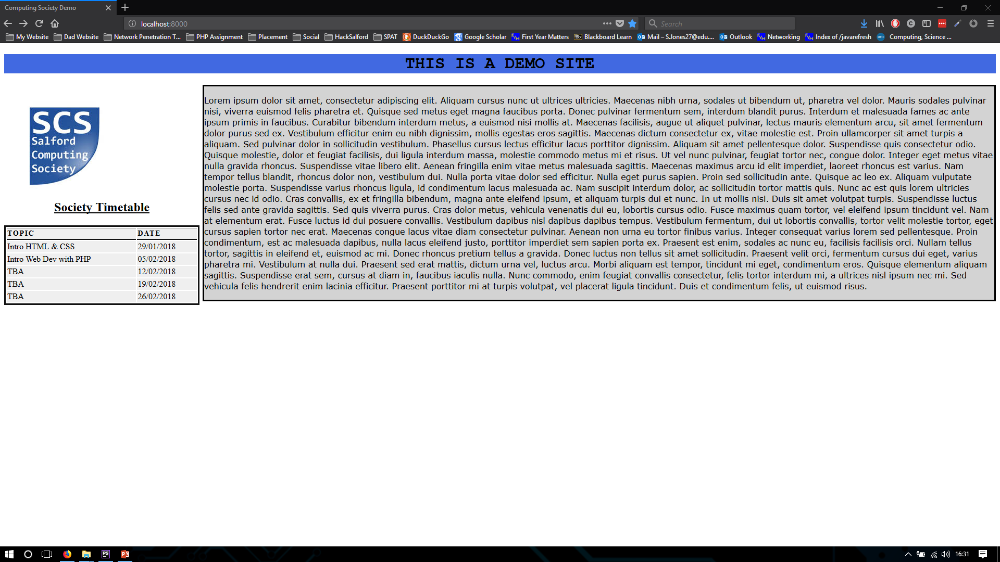 Computing Society Demo
localhost:8000
Search
My Website Dad Website Network Penetration T... PHP Assignment Placement Social HackSalford SPAT DuckDuckGo Google Scholar First Year Matters Blackboard Learn Mail – SJones27@edu.... Outlook Networking Index of /javarefresh Computing, Science ...
THIS IS A DEMO SITE
SCS
Salford
Computing
Society
Society Timetable
TOPIC DATE
Intro HTML & CSS 29/01/2018
Intro Web Dev with PHP 05/02/2018
TBA 12/02/2018
TBA 19/02/2018
TBA 26/02/2018
Lorem ipsum dolor sit amet, consectetur adipiscing elit. Aliquam cursus nunc ut ultrices ultricies. Maecenas nibh urna, sodales ut bibendum ut, pharetra vel dolor. Mauris sodales pulvinar
nisi, viverra euismod felis pharetra et. Quisque sed metus eget magna faucibus porta. Donec pulvinar fermentum sem, interdum blandit purus. Interdum et malesuada fames ac ante
ipsum primis in faucibus. Curabitur bibendum interdum metus, a euismod nisi mollis at. Maecenas facilisis, augue ut aliquet pulvinar, lectus mauris elementum arcu, sit amet fermentum
dolor purus sed ex. Vestibulum efficitur enim eu nibh dignissim, mollis egestas eros sagittis. Maecenas dictum consectetur ex, vitae molestie est. Proin ullamcorper sit amet turpis a
aliquam. Sed pulvinar dolor in sollicitudin vestibulum. Phasellus cursus lectus efficitur lacus porttitor dignissim. Aliquam sit amet pellentesque dolor. Suspendisse quis consectetur odio.
Quisque molestie, dolor et feugiat facilisis, dui ligula interdum massa, molestie commodo metus mi et risus. Ut vel nunc pulvinar, feugiat tortor nec, congue dolor. Integer eget metus vitae
nulla gravida rhoncus. Suspendisse vitae libero elit. Aenean fringilla enim vitae metus malesuada sagittis. Maecenas maximus arcu id elit imperdiet, laoreet rhoncus est varius. Nam
tempor tellus blandit, rhoncus dolor non, vestibulum dui. Nulla porta vitae dolor sed efficitur. Nulla eget purus sapien. Proin sed sollicitudin ante. Quisque ac leo ex. Aliquam vulputate
molestie porta. Suspendisse varius rhoncus ligula, id condimentum lacus malesuada ac. Nam suscipit interdum dolor, ac sollicitudin tortor mattis quis. Nunc ac est quis lorem ultricies
cursus nec id odio. Cras convallis, ex et fringilla bibendum, magna ante eleifend ipsum, et aliquam turpis dui et nunc. In ut mollis nisi. Duis sit amet volutpat turpis. Suspendisse luctus
felis sed ante gravida sagittis. Sed quis viverra purus. Cras dolor metus, vehicula venenatis dui eu, lobortis cursus odio. Fusce maximus quam tortor, vel eleifend ipsum tincidunt vel. Nam
at elementum erat. Fusce luctus id dui posuere convallis. Vestibulum dapibus nisl dapibus dapibus tempus. Vestibulum fermentum, dui ut lobortis convallis, tortor velit molestie tortor, eget
cursus sapien tortor nec erat. Maecenas congue lacus vitae diam consectetur pulvinar. Aenean non urna eu tortor finibus varius. Integer consequat varius lorem sed pellentesque. Proin
condimentum, est ac malesuada dapibus, nulla lacus eleifend justo, porttitor imperdiet sem sapien porta ex. Praesent est enim, sodales ac nunc eu, facilisis facilisis orci. Nullam tellus
tortor, sagittis in eleifend et, euismod ac mi. Donec rhoncus pretium tellus a gravida. Donec luctus non tellus sit amet sollicitudin. Praesent velit orci, fermentum cursus dui eget, varius
pharetra mi. Vestibulum at nulla dui. Praesent sed erat mattis, dictum urna vel, luctus arcu. Morbi aliquam est tempor, tincidunt mi eget, condimentum eros. Quisque elementum aliquam
sagittis. Suspendisse erat sem, cursus at diam in, faucibus iaculis nulla. Nunc commodo, enim feugiat convallis consectetur, felis tortor interdum mi, a ultrices nisl ipsum nec mi. Sed
vehicula felis hendrerit enim lacinia efficitur. Praesent porttitor mi at turpis volutpat, vel placerat ligula tincidunt. Duis et condimentum felis, ut euismod risus.
16:31